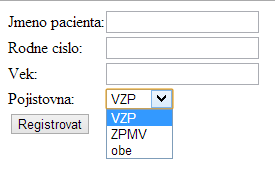 Jmeno pacienta:
Rodne cislo:
Vek:
Pojistovna: VZP
VZP
ZPMV
obe
Registrovat